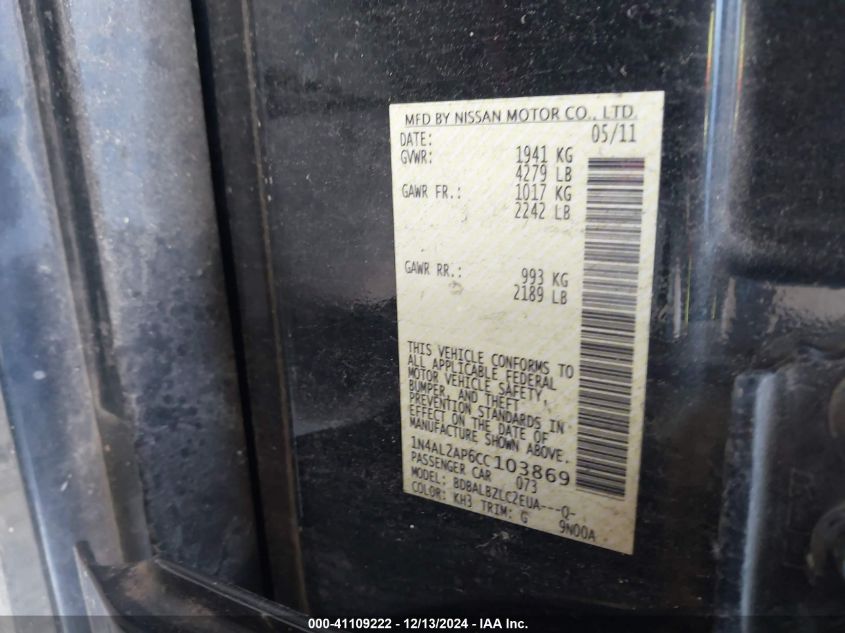 MFD BY NISSAN MOTOR CO., LTD.
DATE: 05/11
GVWR: 1941 KG
4279 LB
GAWR FR.: 1017 KG
2242 LB
GAWR RR.: 993 KG
2189 LB
THIS VEHICLE CONFORMS TO
ALL APPLICABLE FEDERAL
MOTOR VEHICLE SAFETY,
BUMPER, AND THEFT
PREVENTION STANDARDS IN
EFFECT ON THE DATE OF
MANUFACTURE SHOWN ABOVE.
1N4AL2AP6CC103869
PASSENGER CAR 073
MODEL: BDBALBZLC2EUA---Q-
COLOR: KH3 TRIM: G 9N00A
000-41109222 - 12/13/2024 - IAA Inc.